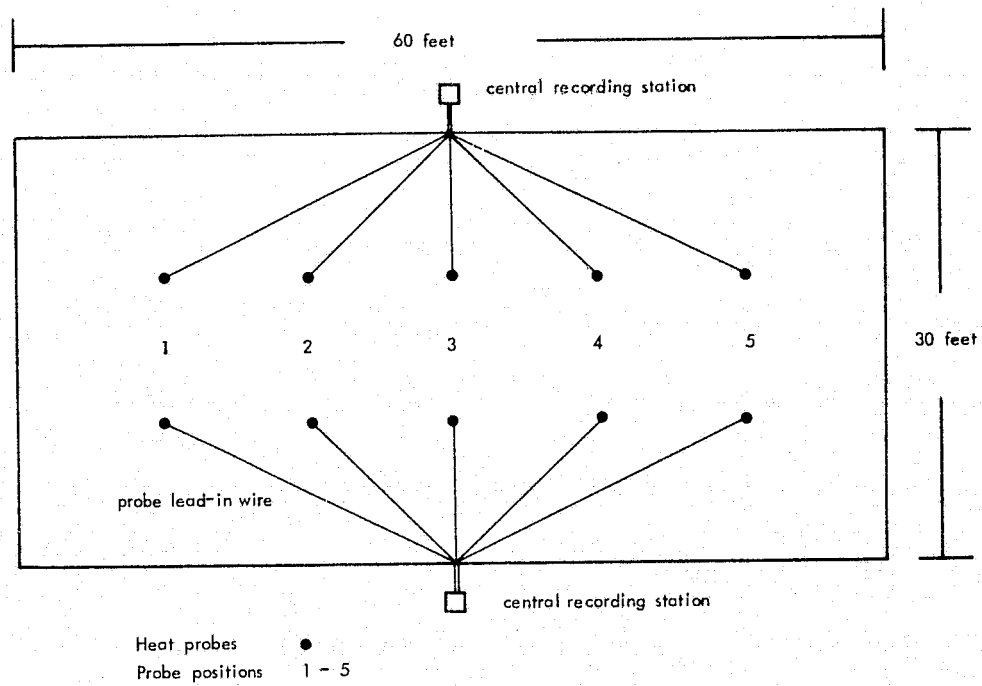 60 feet
central recording station
1 2 3 4 5
30 feet
probe lead-in wire
central recording station
Heat probes
Probe positions 1 - 5